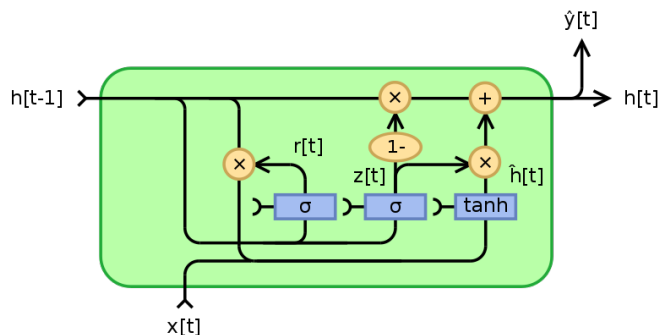 ŷ[t]
h[t-1]
×
+
h[t]
r[t]
1-
×
z[t]
×
ĥ[t]
σ
σ
tanh
x[t]